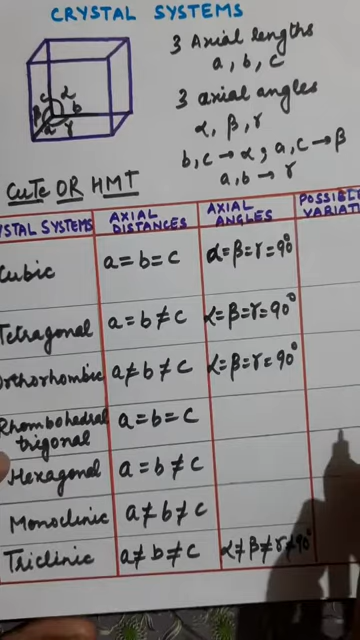 CRYSTAL SYSTEMS
3 Axial lengths
a, b, c
3 axial angles
α, β, γ
b, c → α ; a, c → β
a, b → γ
c α
β b
a γ
CuTe OR HMT
YSTAL SYSTEMS AXIAL DISTANCES AXIAL ANGLES POSSIBLE VARIAT
Cubic a = b = c α = β = γ = 90°
Tetragonal a = b ≠ c α = β = γ = 90°
Orthorhombic a ≠ b ≠ c α = β = γ = 90°
Rhombohedral trigonal a = b = c
Hexagonal a = b ≠ c
Monoclinic a ≠ b ≠ c
Triclinic a ≠ b ≠ c α ≠ β ≠ γ ≠ 90°